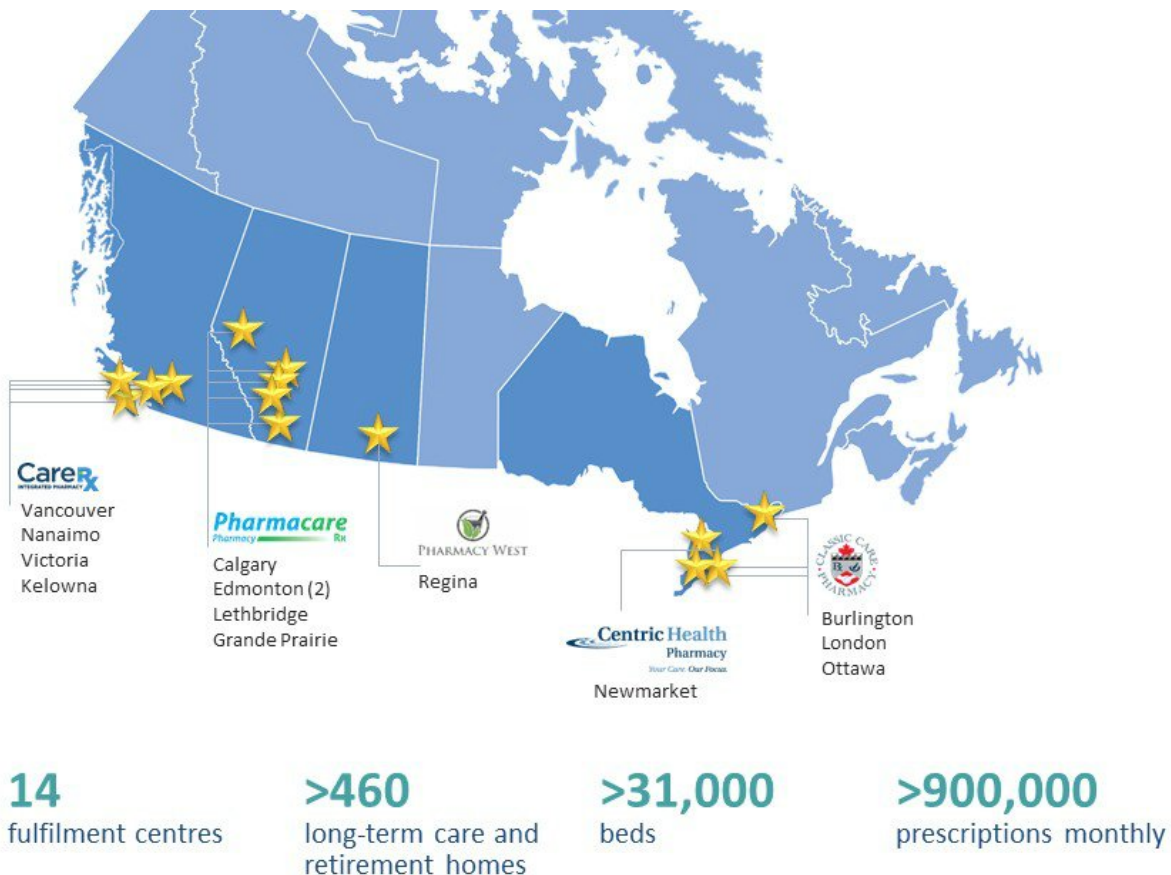 CareRx
INTEGRATED PHARMACY
Vancouver
Nanaimo
Victoria
Kelowna
Pharmacare
Pharmacy Rx
Calgary
Edmonton (2)
Lethbridge
Grande Prairie
PHARMACY WEST
Regina
Centric Health
Pharmacy
Your Care. Our Focus.
Newmarket
CLASSIC CARE
PHARMACY
Burlington
London
Ottawa
14
fulfilment centres
>460
long-term care and
retirement homes
>31,000
beds
>900,000
prescriptions monthly